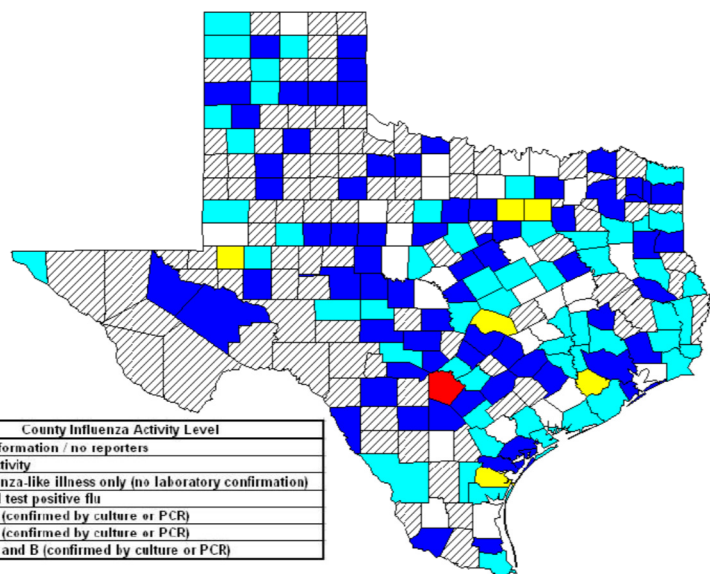 County Influenza Activity Level
formation / no reporters
tivity
nza-like illness only (no laboratory confirmation)
test positive flu
(confirmed by culture or PCR)
(confirmed by culture or PCR)
and B (confirmed by culture or PCR)